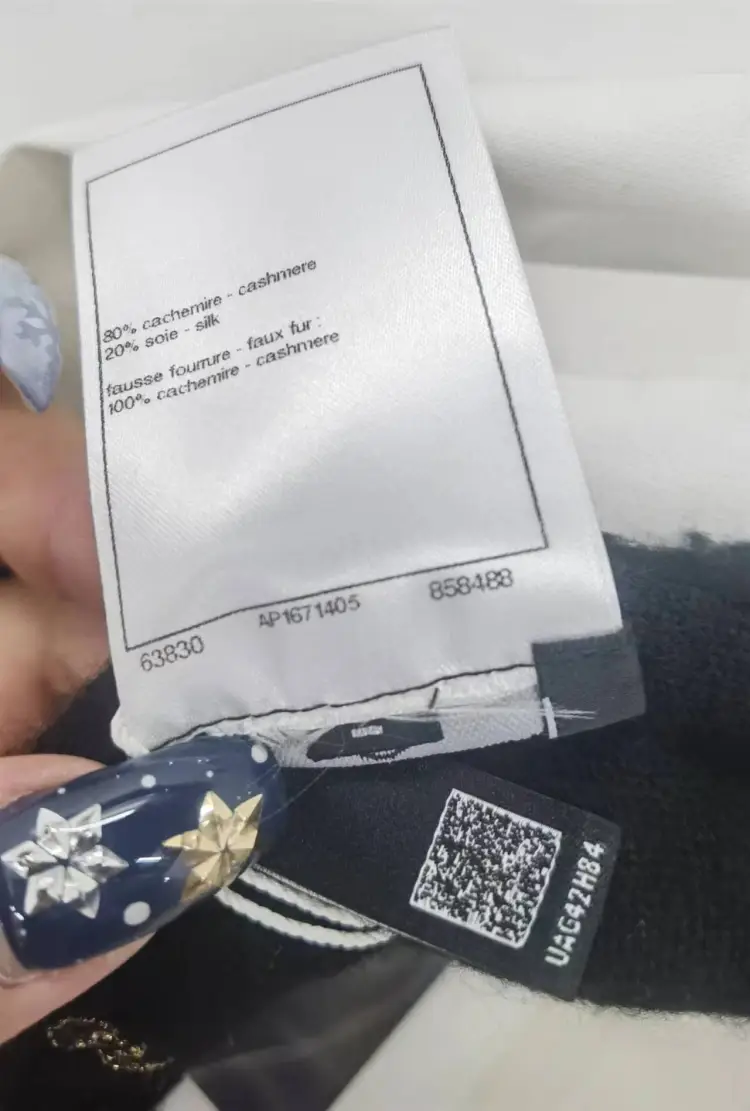 80% cachemire - cashmere
20% soie - silk
fausse fourrure - faux fur :
100% cachemire - cashmere
63830 AP1671405 858488
UAG42H84